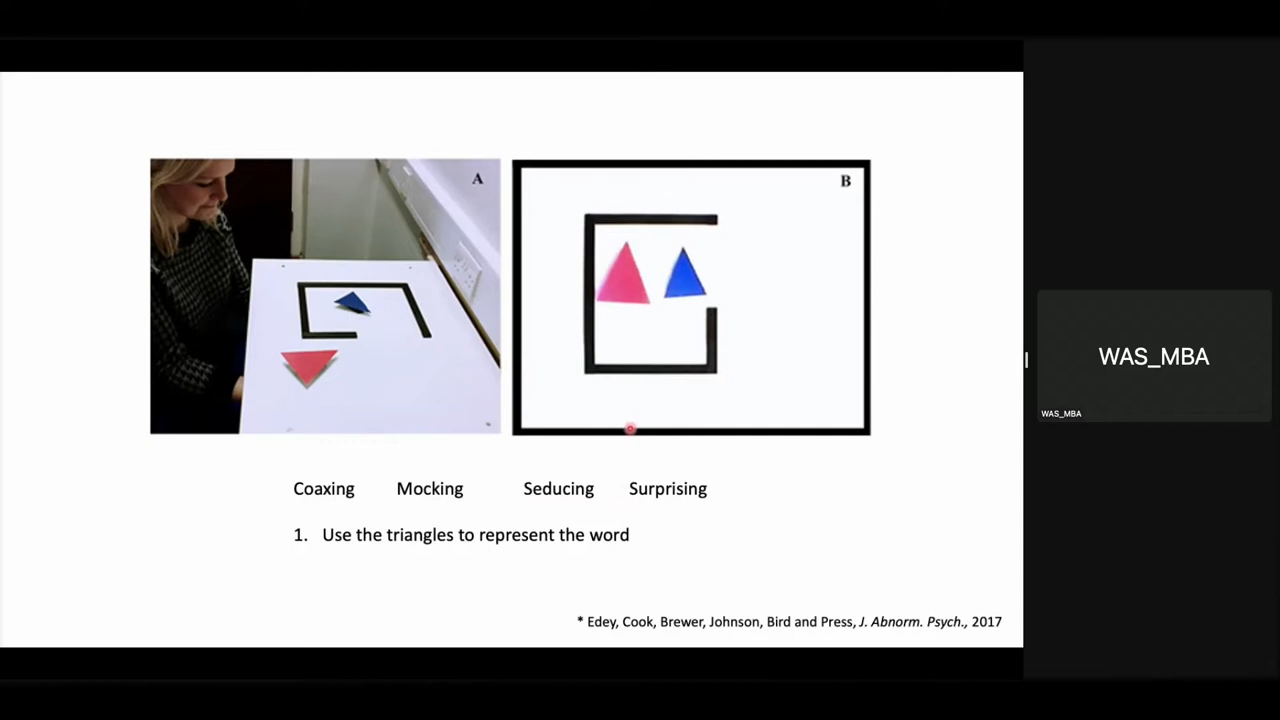 A
B
Coaxing Mocking Seducing Surprising
1. Use the triangles to represent the word
* Edey, Cook, Brewer, Johnson, Bird and Press, J. Abnorm. Psych., 2017
WAS_MBA
WAS_MBA